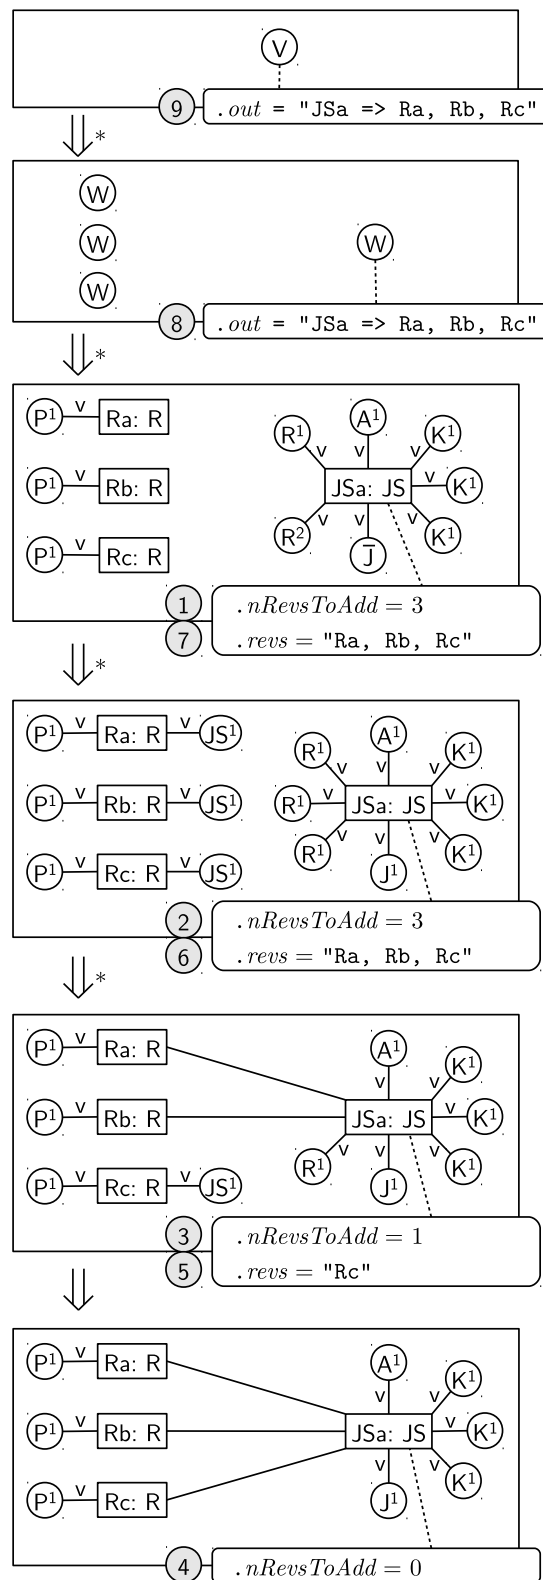 V
9 .out = "JSa => Ra, Rb, Rc"
*
W
W W
W
8 .out = "JSa => Ra, Rb, Rc"
*
P¹ v Ra: R R¹ v A¹ v K¹ v
P¹ v Rb: R JSa: JS v K¹
P¹ v Rc: R R² v J̅ v K¹ v
1 .nRevsToAdd = 3
7 .revs = "Ra, Rb, Rc"
*
P¹ v Ra: R v JS¹ R¹ v A¹ v K¹ v
P¹ v Rb: R v JS¹ R¹ v JSa: JS v K¹
P¹ v Rc: R v JS¹ R¹ v J¹ v K¹ v
2 .nRevsToAdd = 3
6 .revs = "Ra, Rb, Rc"
*
P¹ v Ra: R A¹ v K¹ v
P¹ v Rb: R JSa: JS v K¹
P¹ v Rc: R v JS¹ R¹ v J¹ v K¹ v
3 .nRevsToAdd = 1
5 .revs = "Rc"
P¹ v Ra: R A¹ v K¹ v
P¹ v Rb: R JSa: JS v K¹
P¹ v Rc: R J¹ v K¹ v
4 .nRevsToAdd = 0